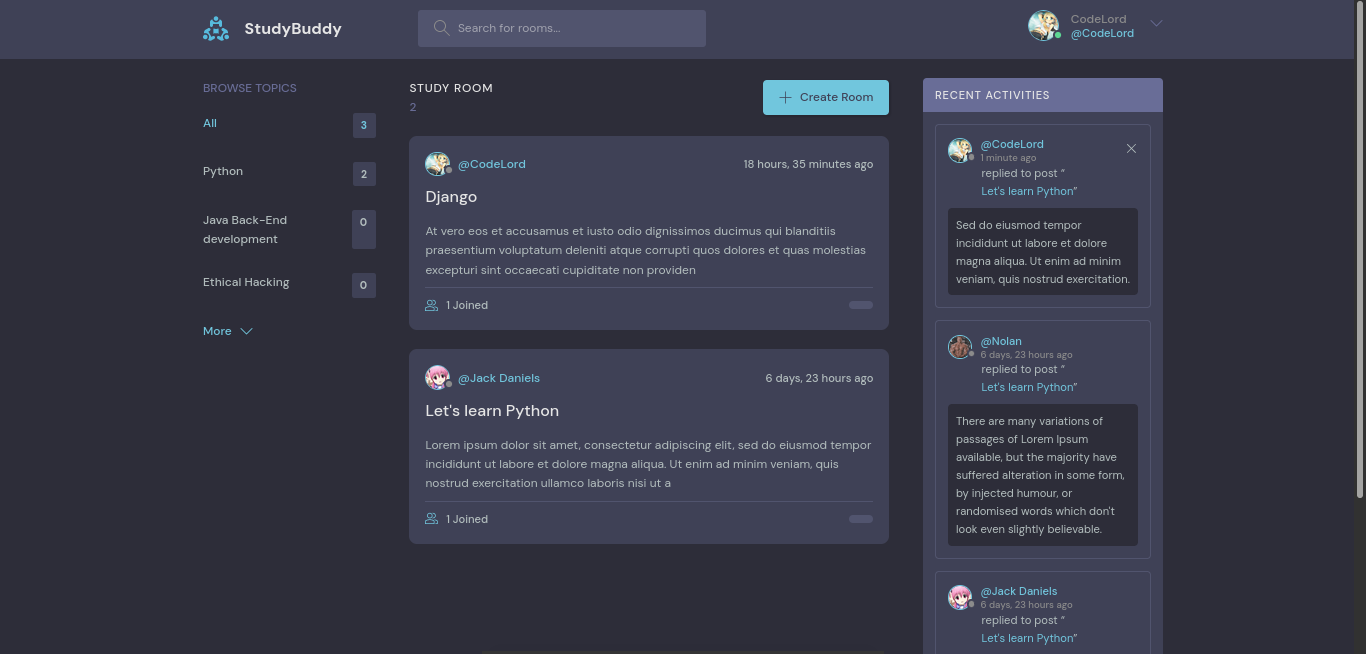 StudyBuddy
Search for rooms...
CodeLord
@CodeLord
BROWSE TOPICS
All
3
Python
2
Java Back-End
development
0
Ethical Hacking
0
More
STUDY ROOM
2
Create Room
@CodeLord
18 hours, 35 minutes ago
Django
At vero eos et accusamus et iusto odio dignissimos ducimus qui blanditiis
praesentium voluptatum deleniti atque corrupti quos dolores et quas molestias
excepturi sint occaecati cupiditate non providen
1 Joined
@Jack Daniels
6 days, 23 hours ago
Let's learn Python
Lorem ipsum dolor sit amet, consectetur adipiscing elit, sed do eiusmod tempor
incididunt ut labore et dolore magna aliqua. Ut enim ad minim veniam, quis
nostrud exercitation ullamco laboris nisi ut a
1 Joined
RECENT ACTIVITIES
@CodeLord
1 minute ago
replied to post “
Let's learn Python”
Sed do eiusmod tempor
incididunt ut labore et dolore
magna aliqua. Ut enim ad minim
veniam, quis nostrud exercitation.
@Nolan
6 days, 23 hours ago
replied to post “
Let's learn Python”
There are many variations of
passages of Lorem Ipsum
available, but the majority have
suffered alteration in some form,
by injected humour, or
randomised words which don't
look even slightly believable.
@Jack Daniels
6 days, 23 hours ago
replied to post “
Let's learn Python”